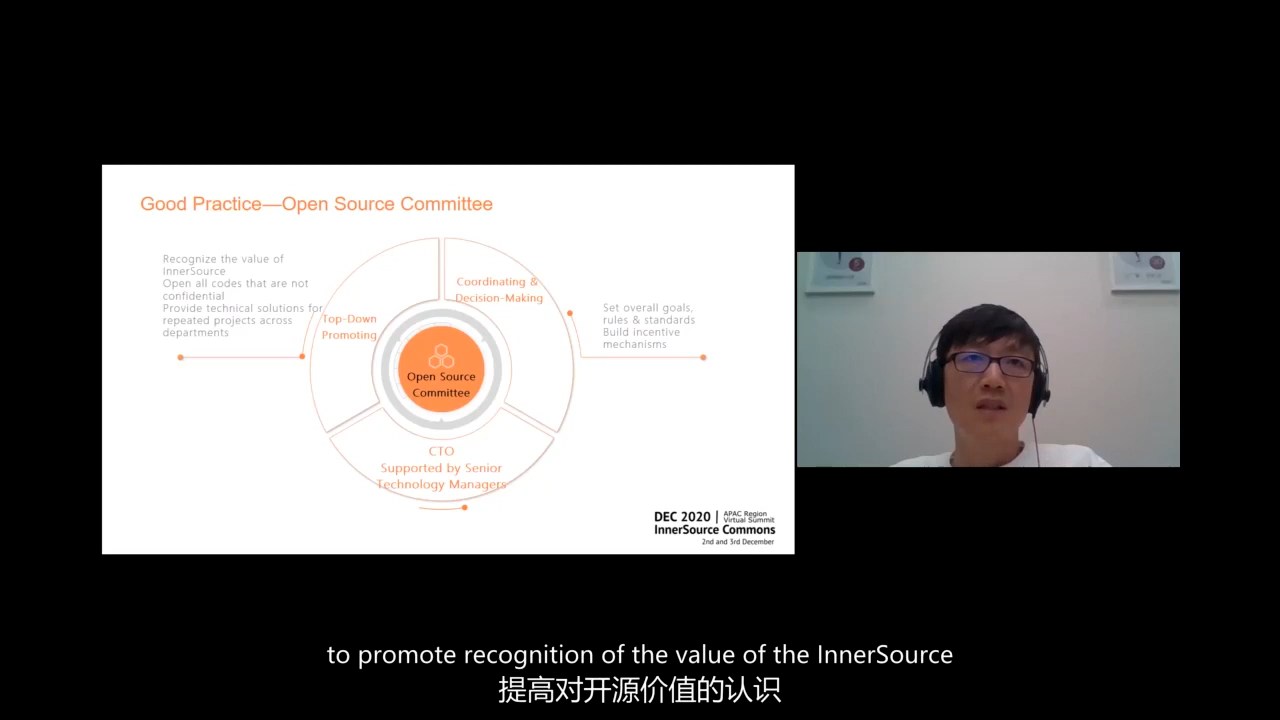 Good Practice—Open Source Committee
Recognize the value of
InnerSource
Open all codes that are not
confidential
Provide technical solutions for
repeated projects across
departments
Top-Down
Promoting
Coordinating &
Decision-Making
Set overall goals,
rules & standards
Build incentive
mechanisms
Open Source
Committee
CTO
Supported by Senior
Technology Managers
DEC 2020 | APAC Region
Virtual Summit
InnerSource Commons
2nd and 3rd December
to promote recognition of the value of the InnerSource
提高对开源价值的认识